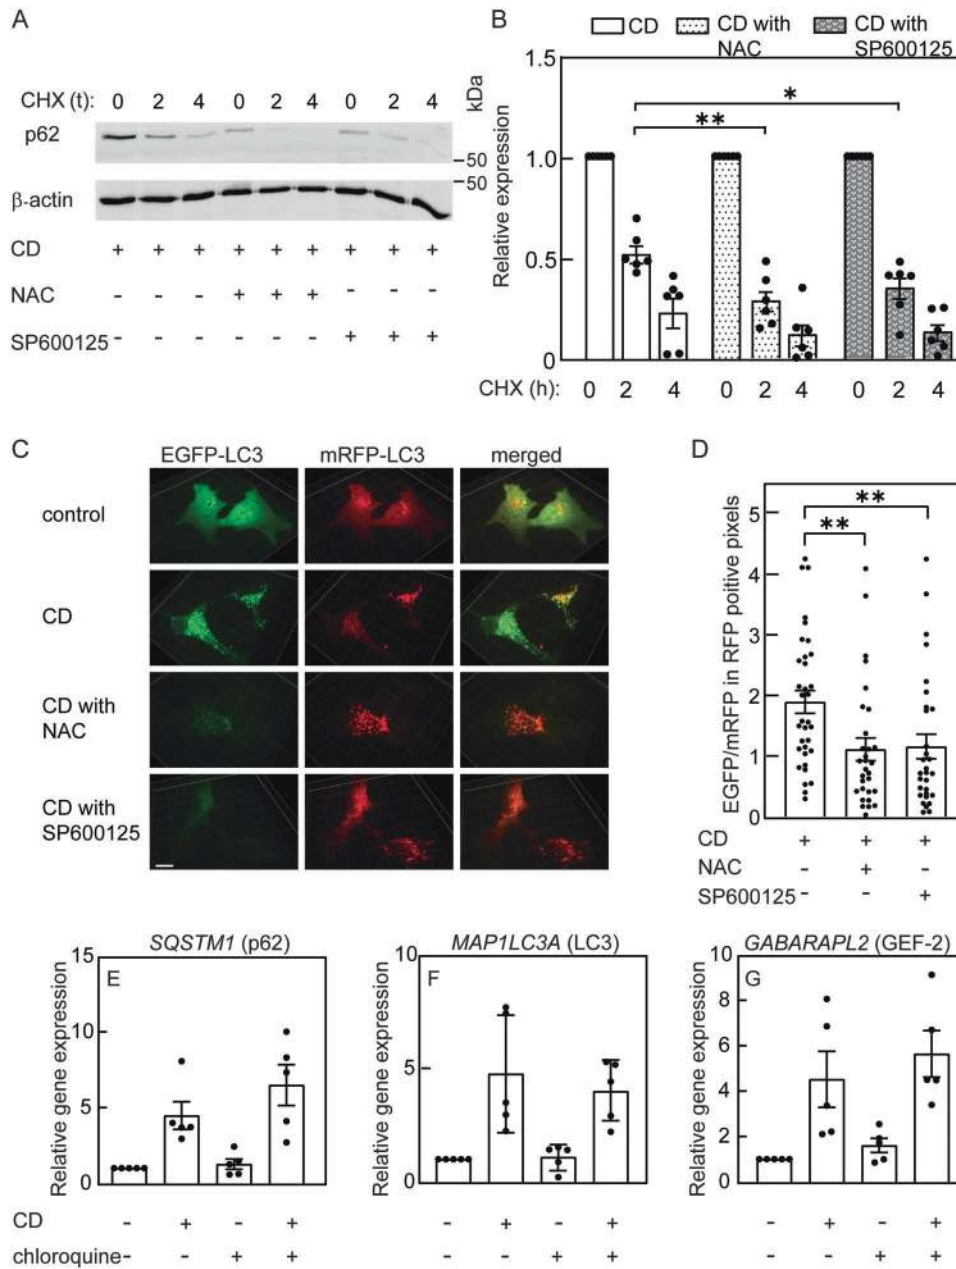 A
CHX (t): 0 2 4 0 2 4 0 2 4 kDa
p62
50
50
β-actin
CD + + + + + + + + +
NAC - - - + + + - - -
SP600125 - - - - - - + + +
B
CD CD with NAC CD with SP600125
Relative expression
1.5
**
*
1.0
0.5
0
CHX (h): 0 2 4 0 2 4 0 2 4
C
EGFP-LC3 mRFP-LC3 merged
control
CD
CD with
NAC
CD with
SP600125
D
EGFP/mRFP in RFP poitive pixels
5
4
3
2
1
0
**
**
CD + + +
NAC - + -
SP600125 - - +
SQSTM1 (p62)
E
Relative gene expression
15
10
5
0
MAP1LC3A (LC3)
F
Relative gene expression
10
5
0
GABARAPL2 (GEF-2)
G
Relative gene expression
10
8
6
4
2
0
CD - + - + - + - + - + - +
chloroquine - - + + - - + + - - + +